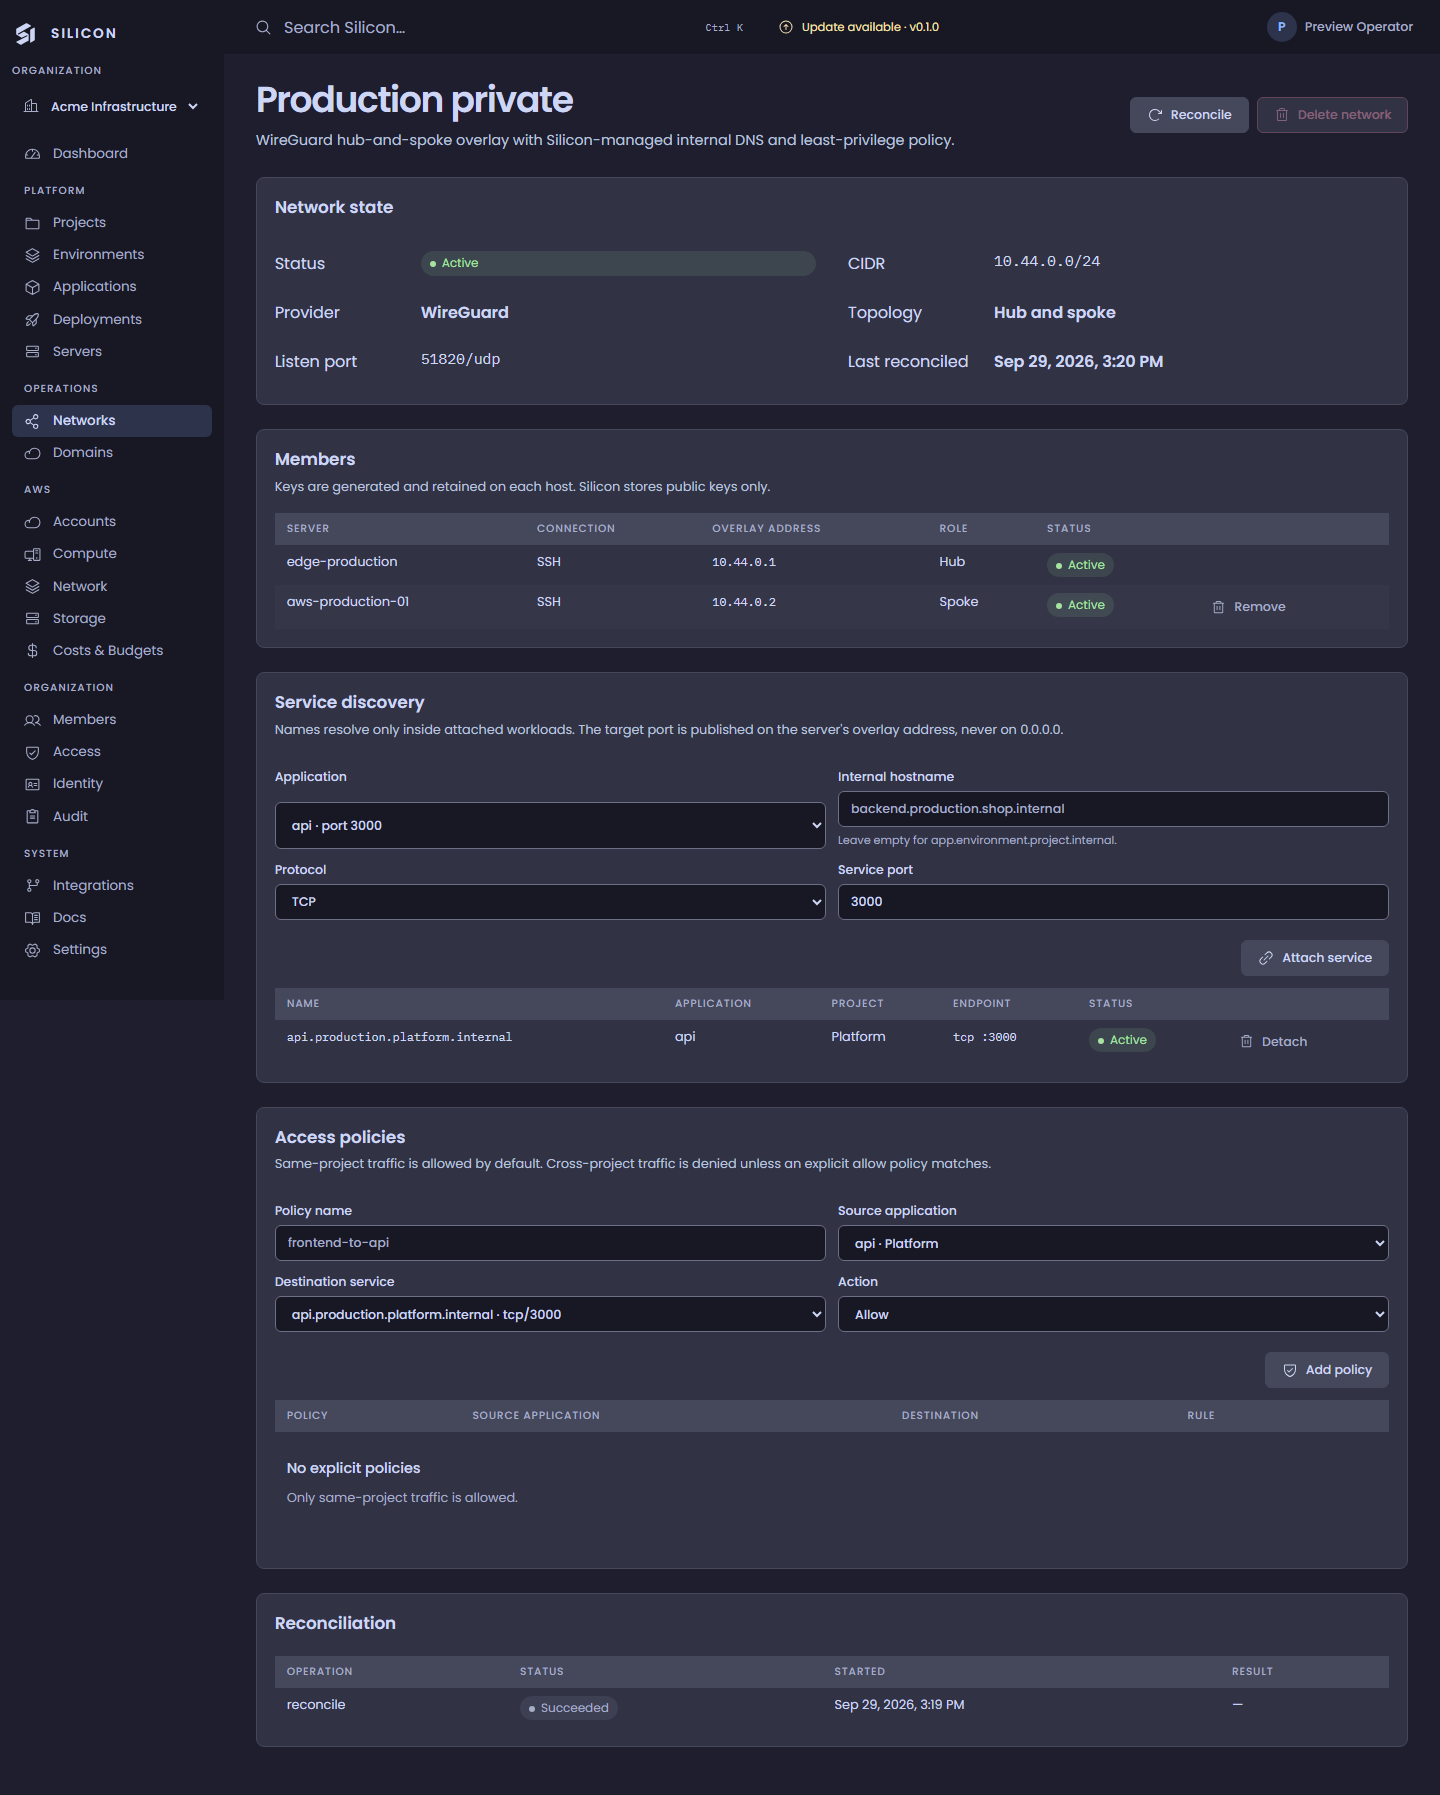 SILICON
Search Silicon...
Ctrl K
Update available · v0.1.0
P
Preview Operator
ORGANIZATION
Acme Infrastructure
Dashboard
PLATFORM
Projects
Environments
Applications
Deployments
Servers
OPERATIONS
Networks
Domains
AWS
Accounts
Compute
Network
Storage
Costs & Budgets
ORGANIZATION
Members
Access
Identity
Audit
SYSTEM
Integrations
Docs
Settings
Production private
WireGuard hub-and-spoke overlay with Silicon-managed internal DNS and least-privilege policy.
Reconcile
Delete network
Network state
Status Active CIDR 10.44.0.0/24
Provider WireGuard Topology Hub and spoke
Listen port 51820/udp Last reconciled Sep 29, 2026, 3:20 PM
Members
Keys are generated and retained on each host. Silicon stores public keys only.
SERVER CONNECTION OVERLAY ADDRESS ROLE STATUS
edge-production SSH 10.44.0.1 Hub Active
aws-production-01 SSH 10.44.0.2 Spoke Active Remove
Service discovery
Names resolve only inside attached workloads. The target port is published on the server's overlay address, never on 0.0.0.0.
Application
api · port 3000
Internal hostname
backend.production.shop.internal
Leave empty for app.environment.project.internal.
Protocol
TCP
Service port
3000
Attach service
NAME APPLICATION PROJECT ENDPOINT STATUS
api.production.platform.internal api Platform tcp :3000 Active Detach
Access policies
Same-project traffic is allowed by default. Cross-project traffic is denied unless an explicit allow policy matches.
Policy name
frontend-to-api
Source application
api · Platform
Destination service
api.production.platform.internal · tcp/3000
Action
Allow
Add policy
POLICY SOURCE APPLICATION DESTINATION RULE
No explicit policies
Only same-project traffic is allowed.
Reconciliation
OPERATION STATUS STARTED RESULT
reconcile Succeeded Sep 29, 2026, 3:19 PM —